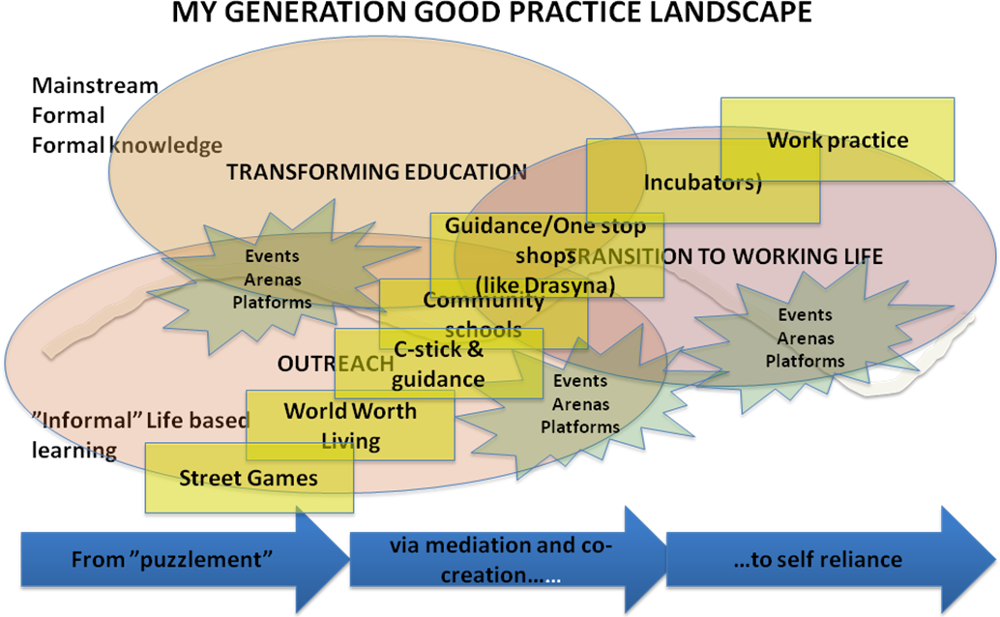 MY GENERATION GOOD PRACTICE LANDSCAPE
Mainstream
Formal
Formal knowledge
TRANSFORMING EDUCATION
Work practice
Incubators)
Guidance/One stop
shops
(like Drasyna)
TRANSITION TO WORKING LIFE
Events
Arenas
Platforms
Community
schools
Events
Arenas
Platforms
OUTREACH
C-stick &
guidance
Events
Arenas
Platforms
”Informal” Life based
learning
World Worth
Living
Street Games
From ”puzzlement”
via mediation and co-
creation……
…to self reliance